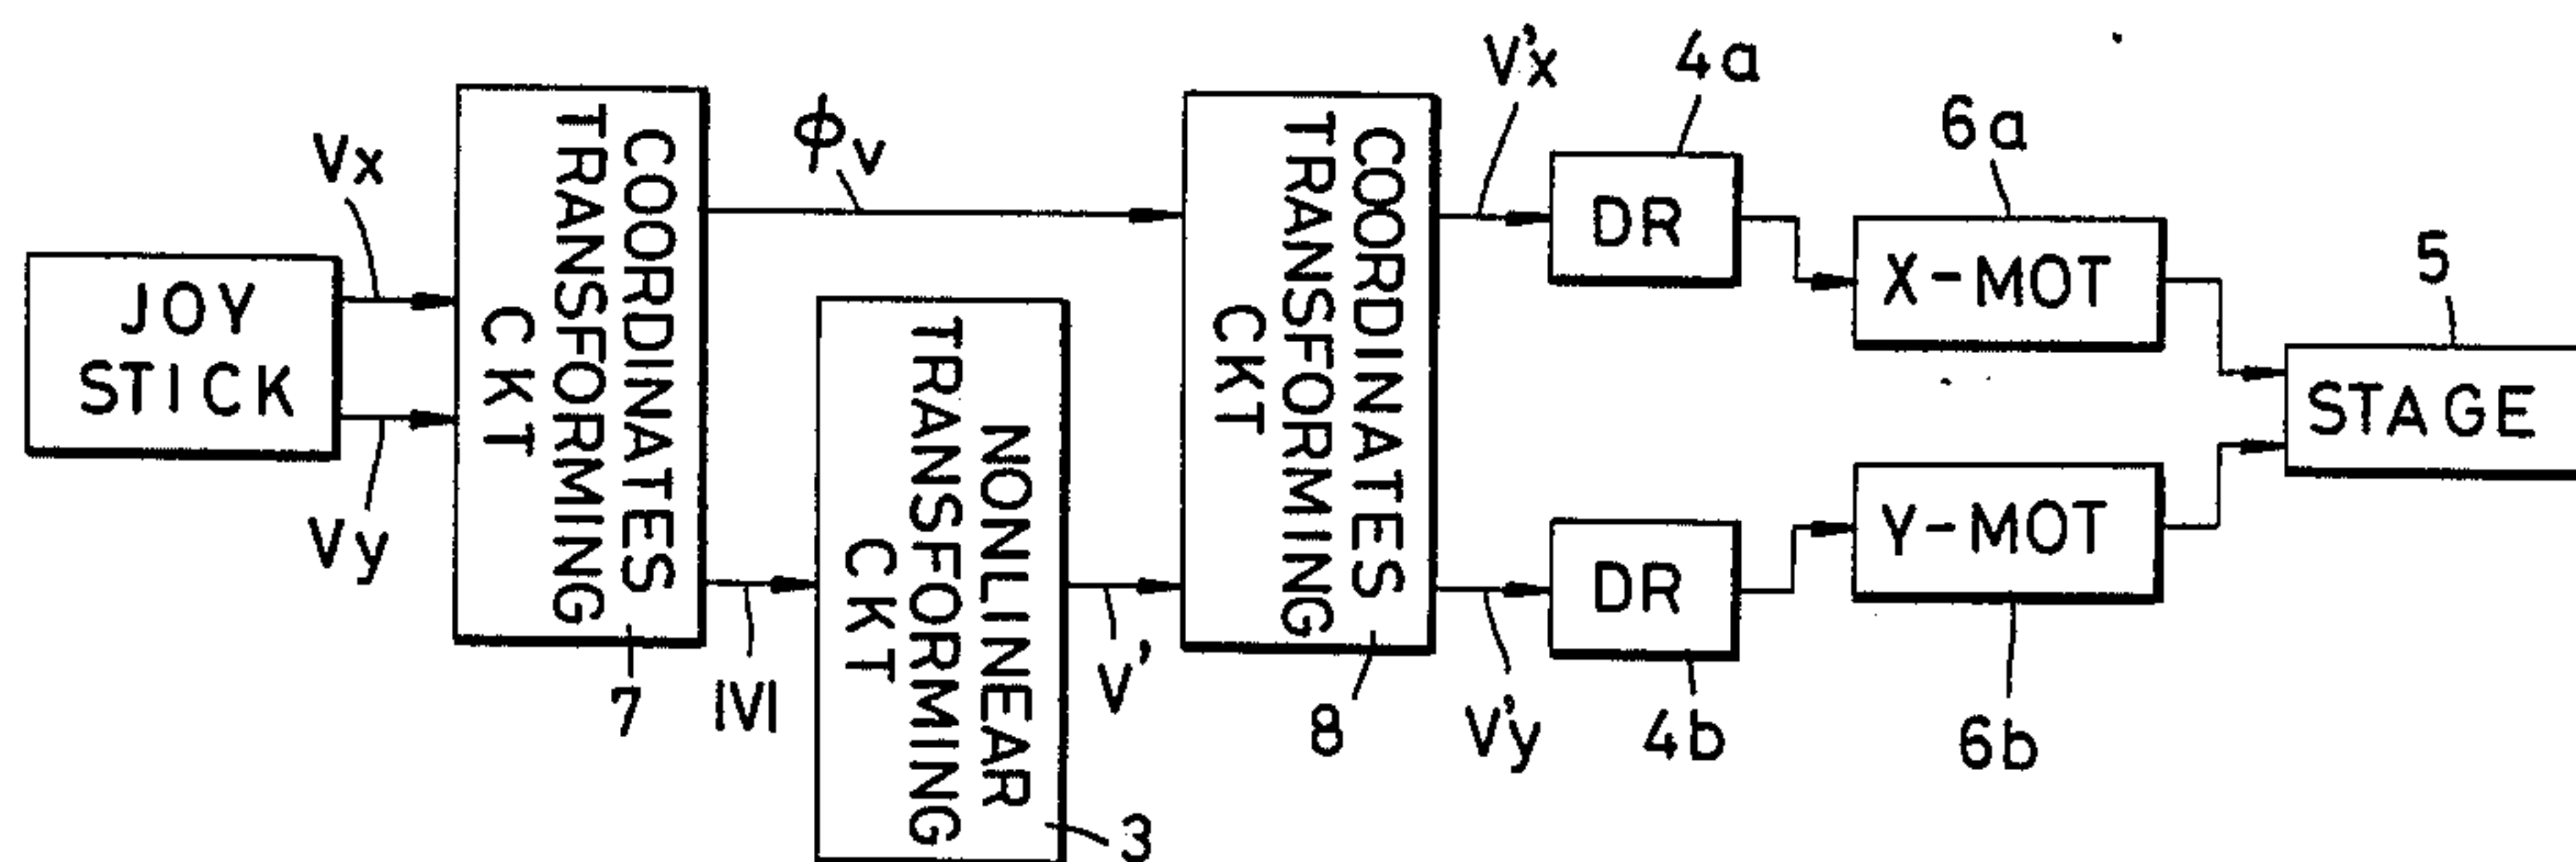 JOY
STICK
Vx
Vy
COORDINATES
TRANSFORMING
CKT
7
ϕv
|V|
NONLINEAR
TRANSFORMING
CKT
3
V'
COORDINATES
TRANSFORMING
CKT
8
V'x
V'y
4a
DR
DR
4b
6a
X-MOT
Y-MOT
6b
5
STAGE